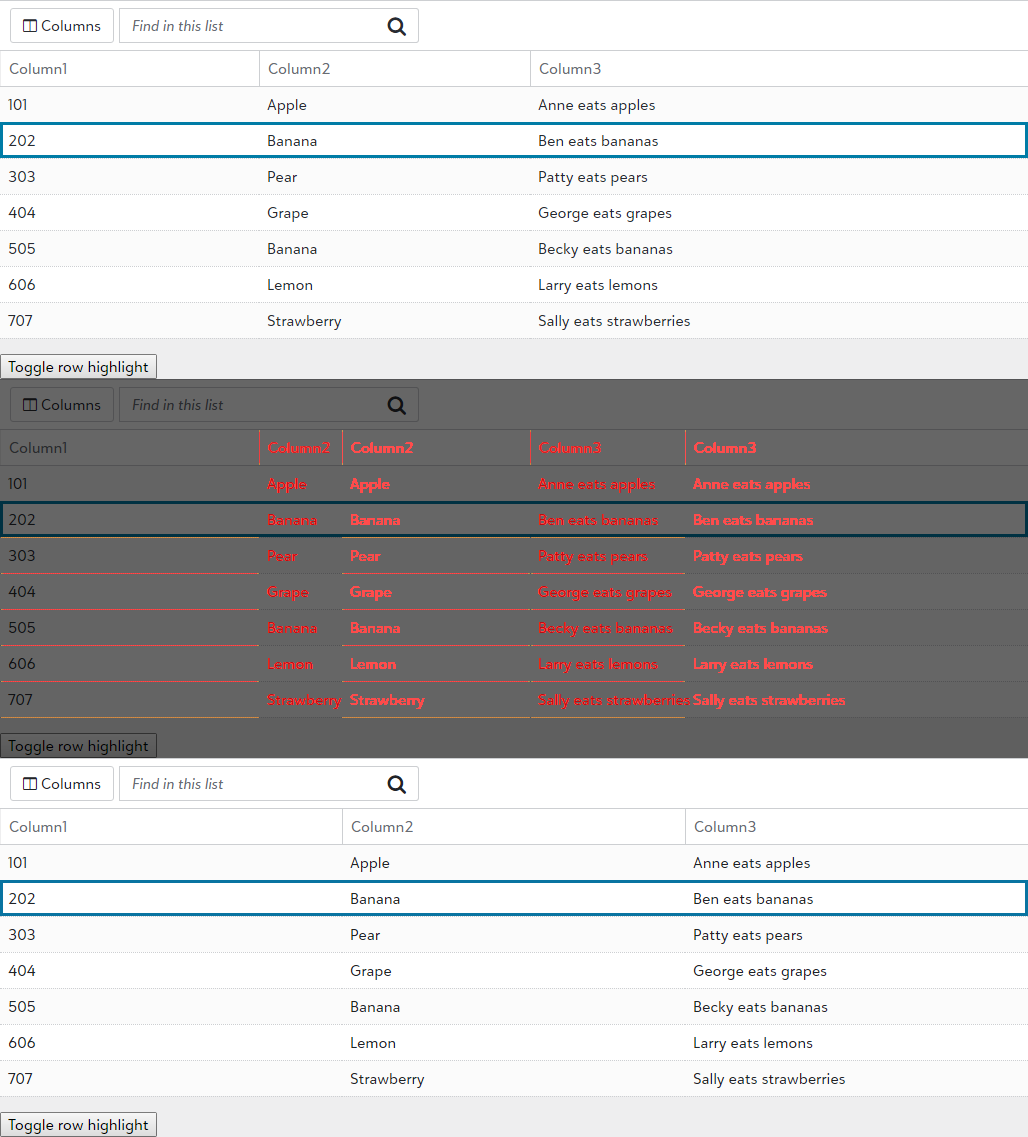 Columns Find in this list
Column1 Column2 Column3
101 Apple Anne eats apples
202 Banana Ben eats bananas
303 Pear Patty eats pears
404 Grape George eats grapes
505 Banana Becky eats bananas
606 Lemon Larry eats lemons
707 Strawberry Sally eats strawberries
Toggle row highlight
Columns Find in this list
Column1 Column2 Column2 Column3 Column3
101 Apple Apple Anne eats apples Anne eats apples
202 Banana Banana Ben eats bananas Ben eats bananas
303 Pear Pear Patty eats pears Patty eats pears
404 Grape Grape George eats grapes George eats grapes
505 Banana Banana Becky eats bananas Becky eats bananas
606 Lemon Lemon Larry eats lemons Larry eats lemons
707 Strawberry Strawberry Sally eats strawberries Sally eats strawberries
Toggle row highlight
Columns Find in this list
Column1 Column2 Column3
101 Apple Anne eats apples
202 Banana Ben eats bananas
303 Pear Patty eats pears
404 Grape George eats grapes
505 Banana Becky eats bananas
606 Lemon Larry eats lemons
707 Strawberry Sally eats strawberries
Toggle row highlight